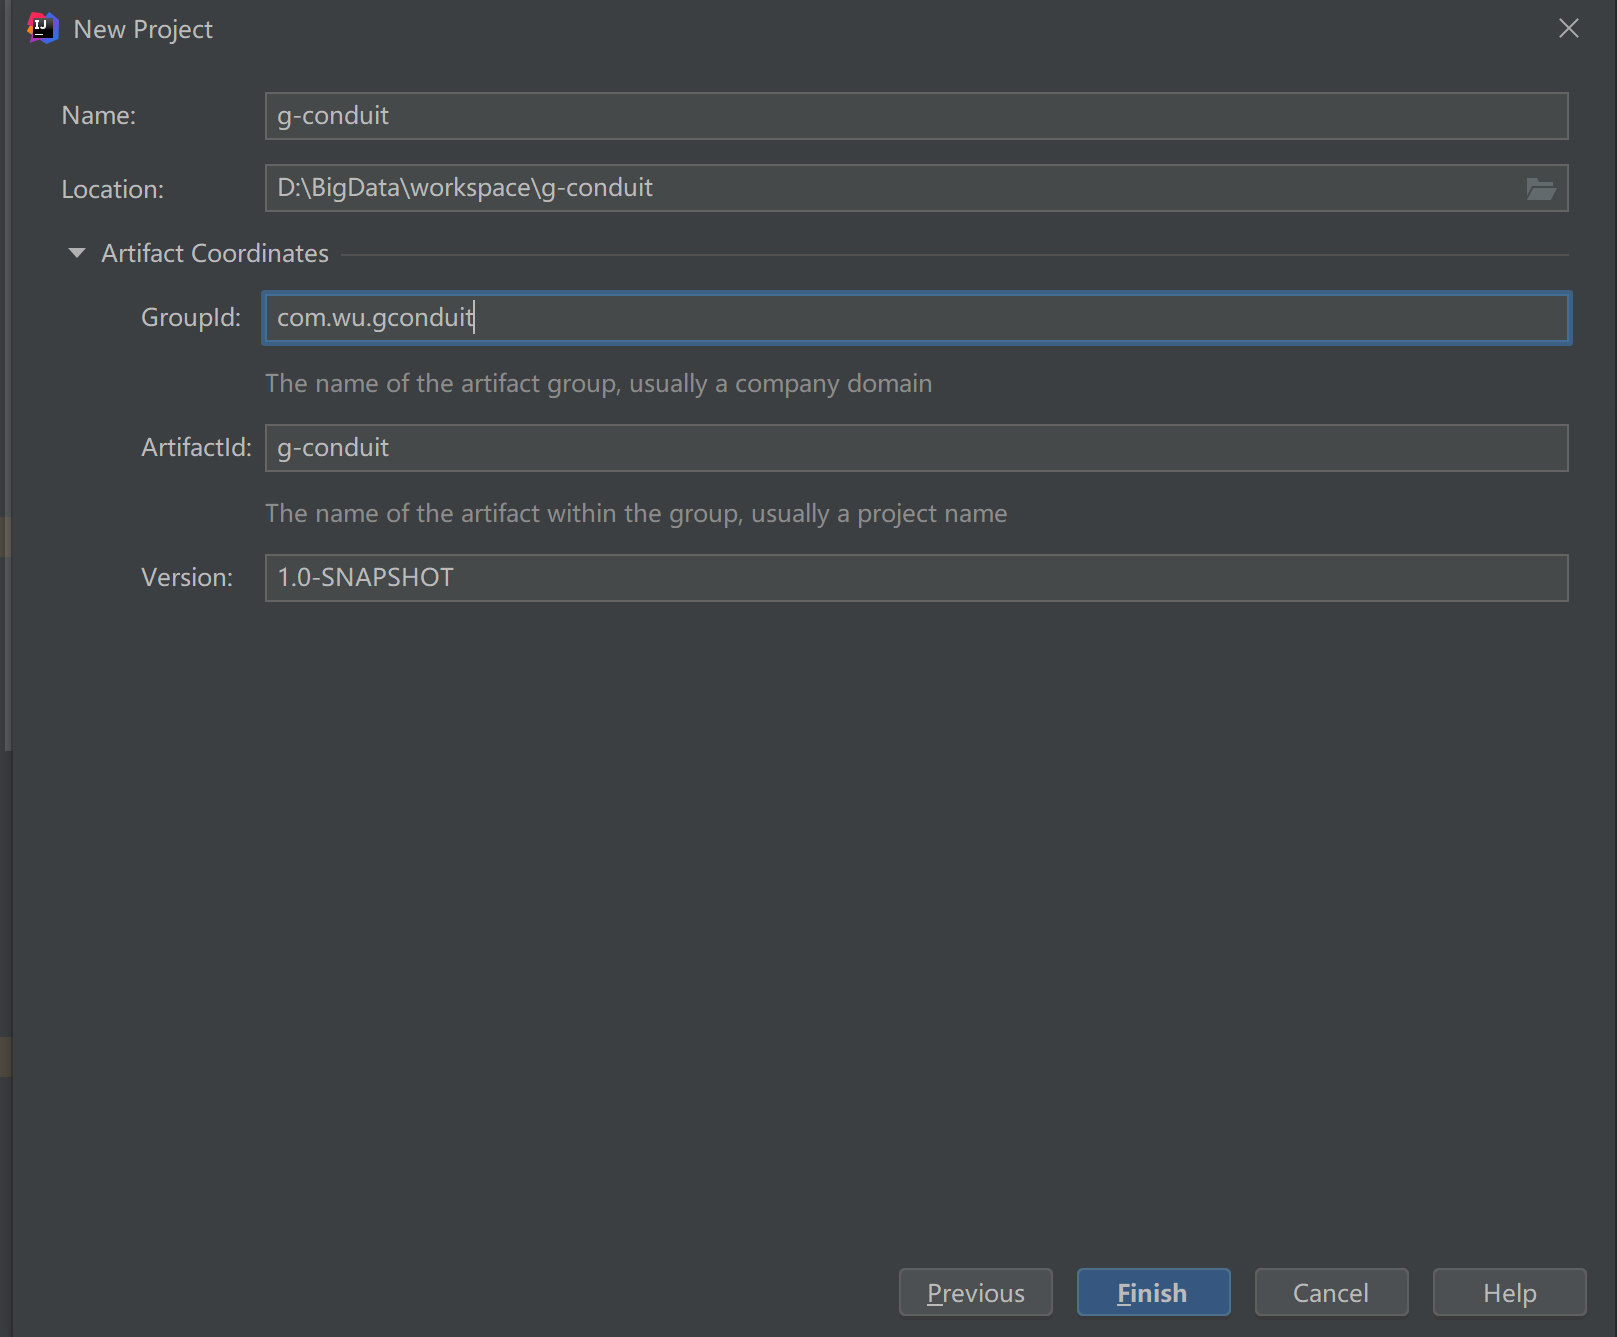 IJ
New Project
Name: g-conduit
Location: D:\BigData\workspace\g-conduit
Artifact Coordinates
GroupId: com.wu.gconduit
The name of the artifact group, usually a company domain
ArtifactId: g-conduit
The name of the artifact within the group, usually a project name
Version: 1.0-SNAPSHOT
Previous Finish Cancel Help